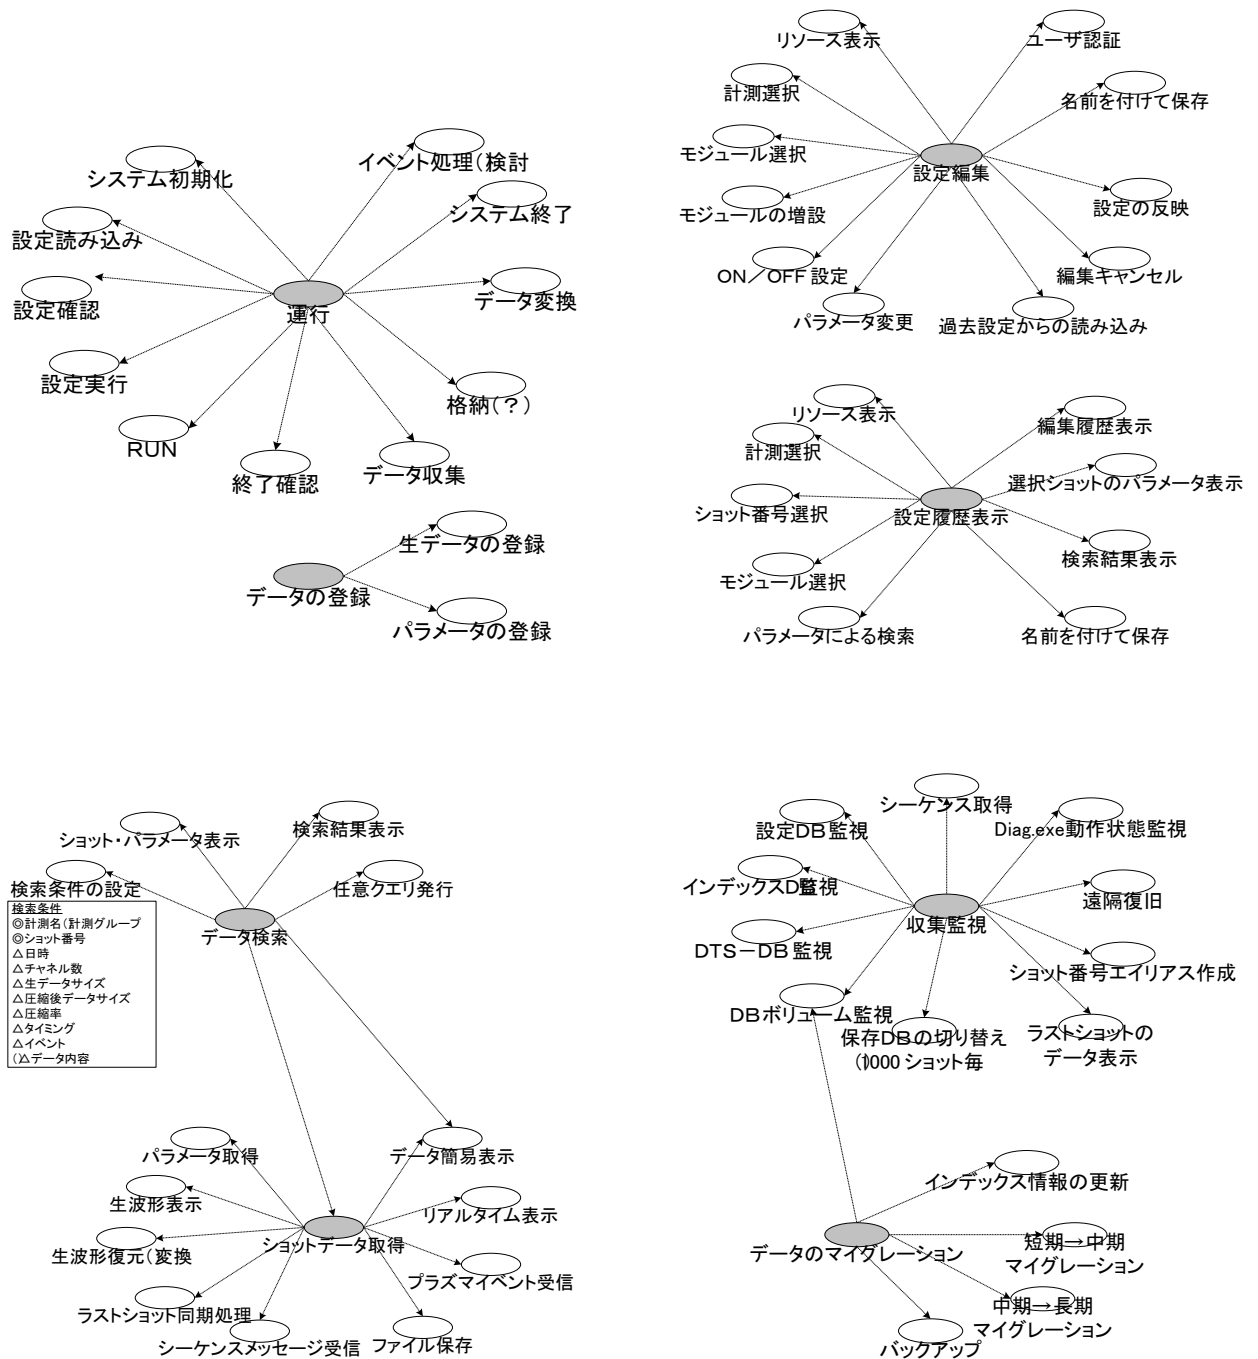 リソース表示
ユーザ認証
計測選択
名前を付けて保存
モジュール選択
設定編集
モジュールの増設
設定の反映
ON／OFF 設定
編集キャンセル
パラメータ変更
過去設定からの読み込み
イベント処理（検討
システム初期化
システム終了
設定読み込み
設定確認
データ変換
運行
設定実行
格納（？）
RUN
終了確認
データ収集
リソース表示
編集履歴表示
計測選択
選択ショットのパラメータ表示
ショット番号選択
設定履歴表示
モジュール選択
検索結果表示
パラメータによる検索
名前を付けて保存
生データの登録
データの登録
パラメータの登録
ショット・パラメータ表示
検索結果表示
検索条件の設定
任意クエリ発行
データ検索
検索条件
◎計測名（計測グループ
◎ショット番号
△日時
△チャネル数
△生データサイズ
△圧縮後データサイズ
△圧縮率
△タイミング
△イベント
（）△データ内容
シーケンス取得
設定DB監視
Diag.exe動作状態監視
インデックスDB監視
遠隔復旧
収集監視
DTS－DB監視
ショット番号エイリアス作成
DBボリューム監視
保存DBの切り替え
（1000 ショット毎
ラストショットの
データ表示
パラメータ取得
データ簡易表示
生波形表示
リアルタイム表示
生波形復元（変換
ショットデータ取得
プラズマイベント受信
ラストショット同期処理
シーケンスメッセージ受信
ファイル保存
インデックス情報の更新
データのマイグレーション
短期→中期
マイグレーション
中期→長期
マイグレーション
バックアップ